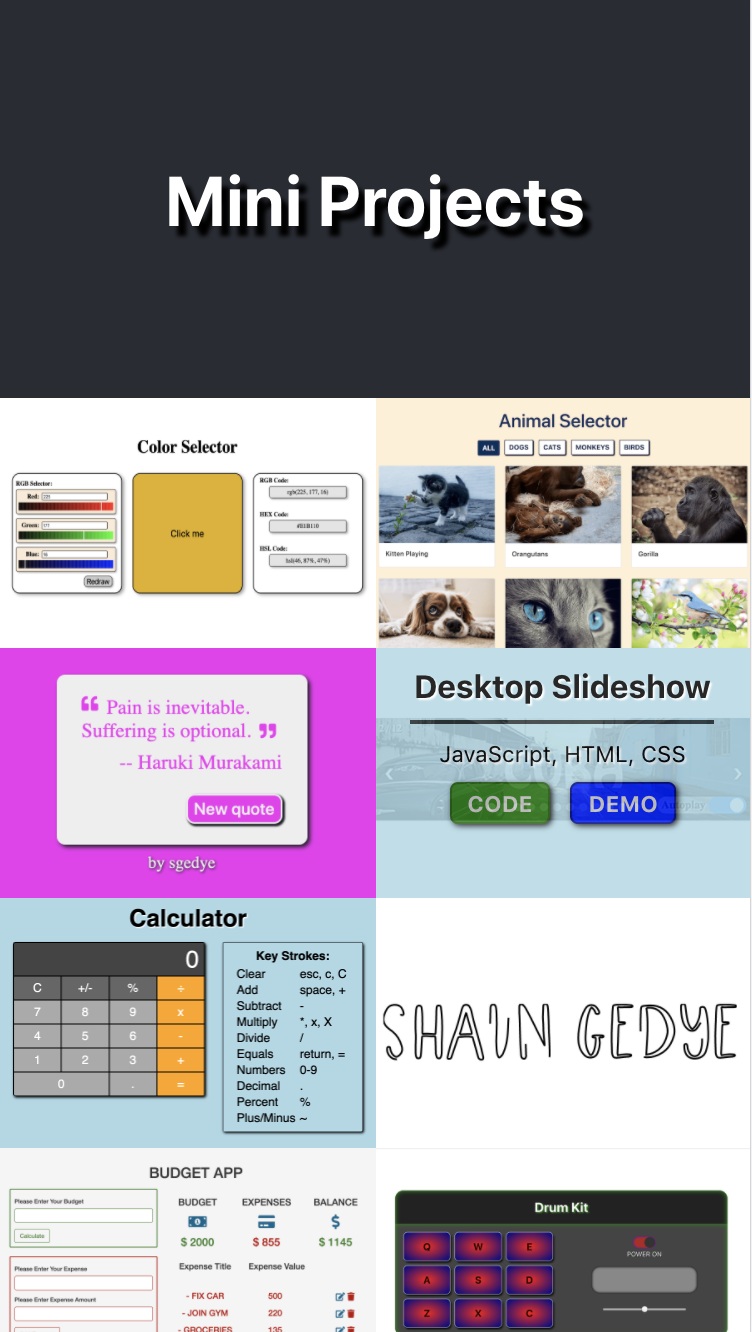 Mini Projects
Color Selector
RGB Selector:
Red: 225
Green: 177
Blue: 16
Redraw
Click me
RGB Code:
rgb(225, 177, 16)
HEX Code:
#E1B110
HSL Code:
hsl(46, 87%, 47%)
Animal Selector
ALL DOGS CATS MONKEYS BIRDS
Kitten Playing Orangutans Gorilla
“ Pain is inevitable.
Suffering is optional. ”
-- Haruki Murakami
New quote
by sgedye
Desktop Slideshow
JavaScript, HTML, CSS
CODE DEMO
Autoplay
Calculator
0
C +/- % ÷
7 8 9 x
4 5 6 -
1 2 3 +
0 . =
Key Strokes:
Clear esc, c, C
Add space, +
Subtract -
Multiply *, x, X
Divide /
Equals return, =
Numbers 0-9
Decimal .
Percent %
Plus/Minus ~
SHAUN GEDYE
BUDGET APP
Please Enter Your Budget
Calculate
Please Enter Your Expense
Please Enter Expense Amount
BUDGET EXPENSES BALANCE
$ 2000 $ 855 $ 1145
Expense Title Expense Value
- FIX CAR 500
- JOIN GYM 220
- GROCERIES 135
Drum Kit
Q W E
A S D
Z X C
POWER ON